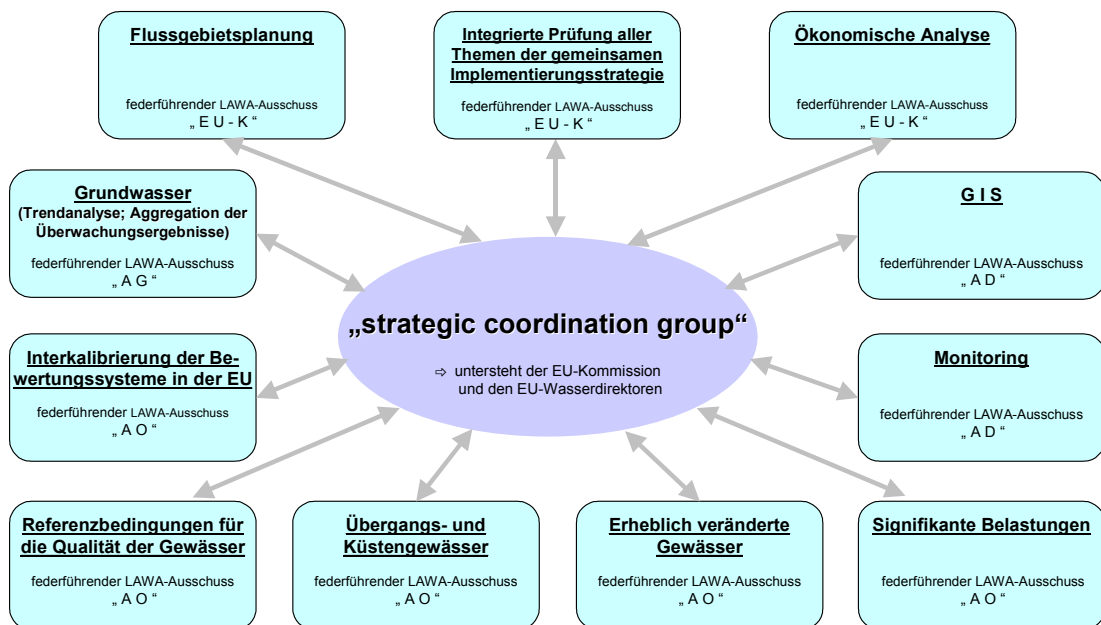 Flussgebietsplanung
federführender LAWA-Ausschuss
„ E U - K “
Integrierte Prüfung aller
Themen der gemeinsamen
Implementierungsstrategie
federführender LAWA-Ausschuss
„ E U - K “
Ökonomische Analyse
federführender LAWA-Ausschuss
„ E U - K “
Grundwasser
(Trendanalyse; Aggregation der
Überwachungsergebnisse)
federführender LAWA-Ausschuss
„ A G “
G I S
federführender LAWA-Ausschuss
„ A D “
„strategic coordination group“
⇨ untersteht der EU-Kommission
und den EU-Wasserdirektoren
Interkalibrierung der Be-
wertungssysteme in der EU
federführender LAWA-Ausschuss
„ A O “
Monitoring
federführender LAWA-Ausschuss
„ A D “
Referenzbedingungen für
die Qualität der Gewässer
federführender LAWA-Ausschuss
„ A O “
Übergangs- und
Küstengewässer
federführender LAWA-Ausschuss
„ A O “
Erheblich veränderte
Gewässer
federführender LAWA-Ausschuss
„ A O “
Signifikante Belastungen
federführender LAWA-Ausschuss
„ A O “